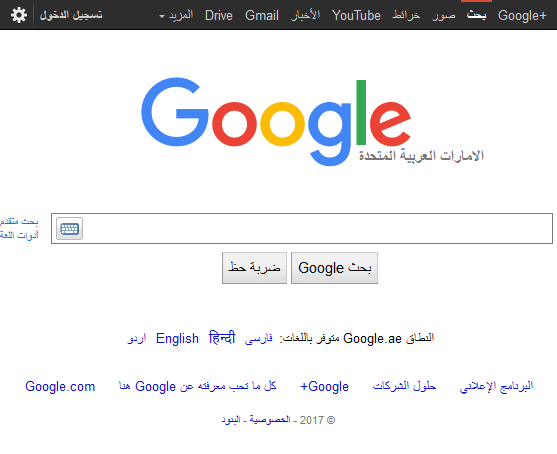 Google+ بحث صور خرائط YouTube الأخبار Gmail Drive المزيد
تسجيل الدخول
Google
الامارات العربية المتحدة
بحث متقدم
أدوات اللغة
بحث Google ضربة حظ
النطاق Google.ae متوفر باللغات: فارسی हिन्दी English اردو
البرنامج الإعلاني حلول الشركات Google+ كل ما تحب معرفته عن Google هنا Google.com
© 2017 - الخصوصية - البنود